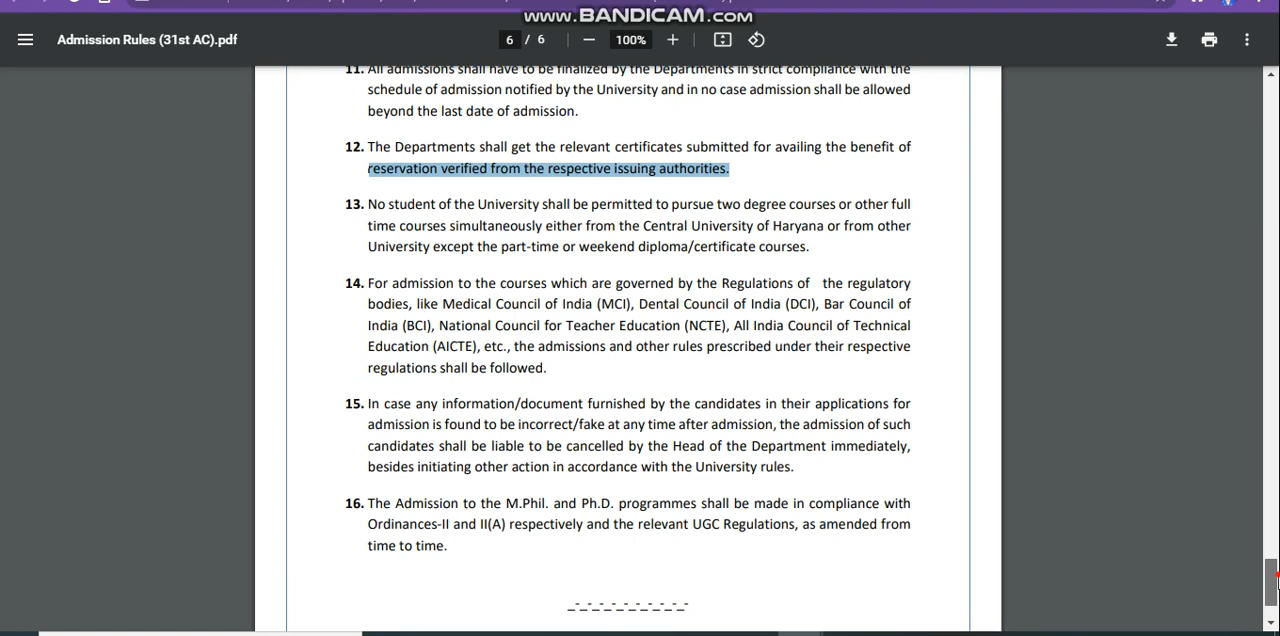 www.BANDICAM.com
Admission Rules (31st AC).pdf
6 / 6
100%
11. All admissions shall have to be finalized by the Departments in strict compliance with the
schedule of admission notified by the University and in no case admission shall be allowed
beyond the last date of admission.
12. The Departments shall get the relevant certificates submitted for availing the benefit of
reservation verified from the respective issuing authorities.
13. No student of the University shall be permitted to pursue two degree courses or other full
time courses simultaneously either from the Central University of Haryana or from other
University except the part-time or weekend diploma/certificate courses.
14. For admission to the courses which are governed by the Regulations of the regulatory
bodies, like Medical Council of India (MCI), Dental Council of India (DCI), Bar Council of
India (BCI), National Council for Teacher Education (NCTE), All India Council of Technical
Education (AICTE), etc., the admissions and other rules prescribed under their respective
regulations shall be followed.
15. In case any information/document furnished by the candidates in their applications for
admission is found to be incorrect/fake at any time after admission, the admission of such
candidates shall be liable to be cancelled by the Head of the Department immediately,
besides initiating other action in accordance with the University rules.
16. The Admission to the M.Phil. and Ph.D. programmes shall be made in compliance with
Ordinances-II and II(A) respectively and the relevant UGC Regulations, as amended from
time to time.
_-_-_-_-_-_-_-_-_-_-